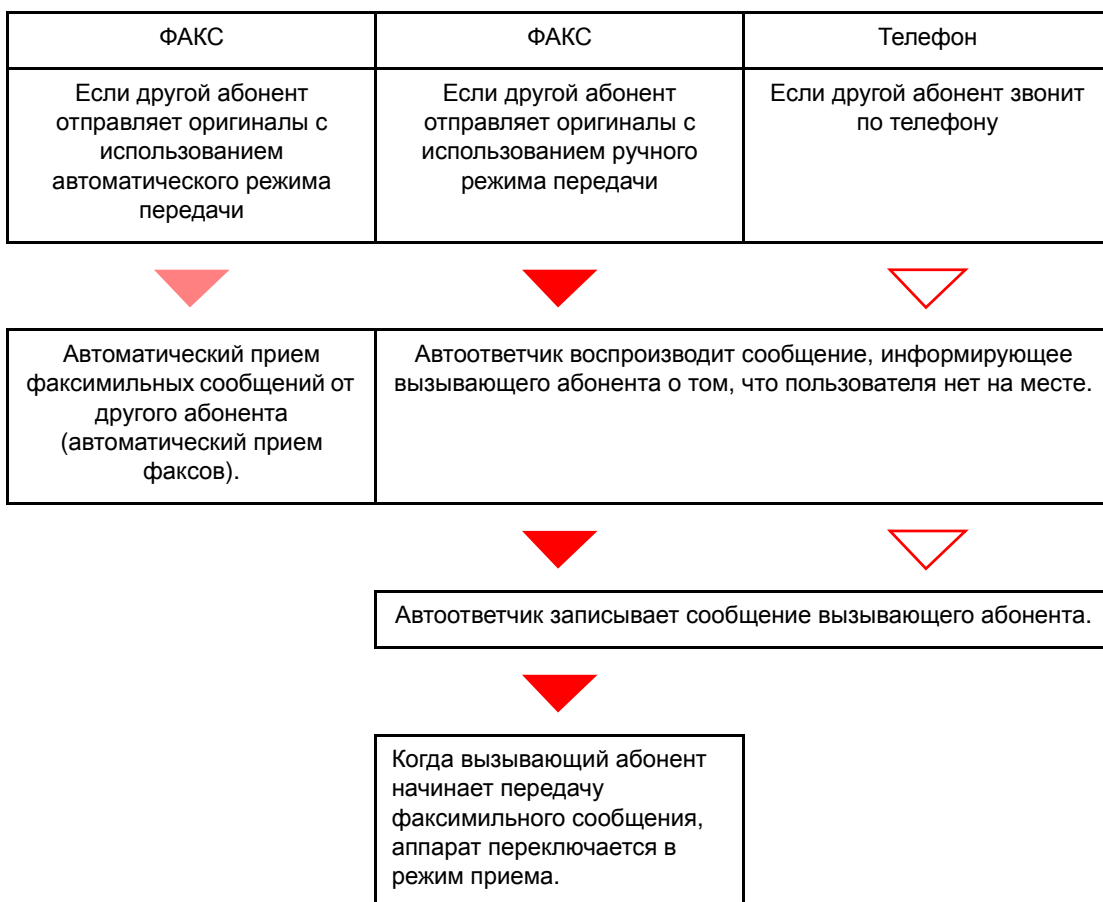 ФАКС
ФАКС
Телефон
Если другой абонент
отправляет оригиналы с
использованием
автоматического режима
передачи
Если другой абонент
отправляет оригиналы с
использованием ручного
режима передачи
Если другой абонент звонит
по телефону
Автоматический прием
факсимильных сообщений от
другого абонента
(автоматический прием
факсов).
Автоответчик воспроизводит сообщение, информирующее
вызывающего абонента о том, что пользователя нет на месте.
Автоответчик записывает сообщение вызывающего абонента.
Когда вызывающий абонент
начинает передачу
факсимильного сообщения,
аппарат переключается в
режим приема.